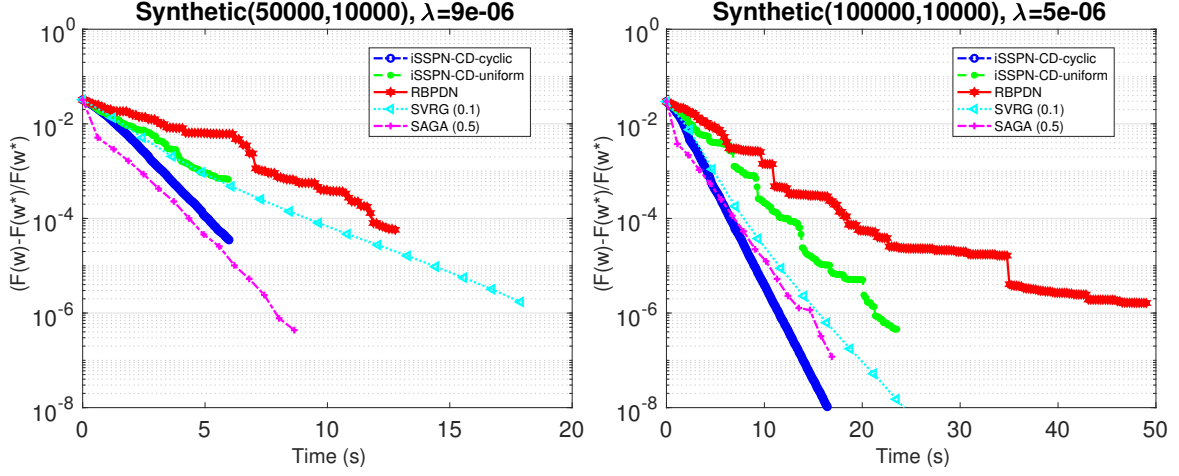 Synthetic(50000,10000), λ=9e-06
(F(w)-F(w*)/F(w*)
10^0
10^-2
10^-4
10^-6
10^-8
iSSPN-CD-cyclic
iSSPN-CD-uniform
RBPDN
SVRG (0.1)
SAGA (0.5)
0 5 10 15 20
Time (s)
Synthetic(100000,10000), λ=5e-06
(F(w)-F(w*)/F(w*)
10^0
10^-2
10^-4
10^-6
10^-8
iSSPN-CD-cyclic
iSSPN-CD-uniform
RBPDN
SVRG (0.1)
SAGA (0.5)
0 10 20 30 40 50
Time (s)